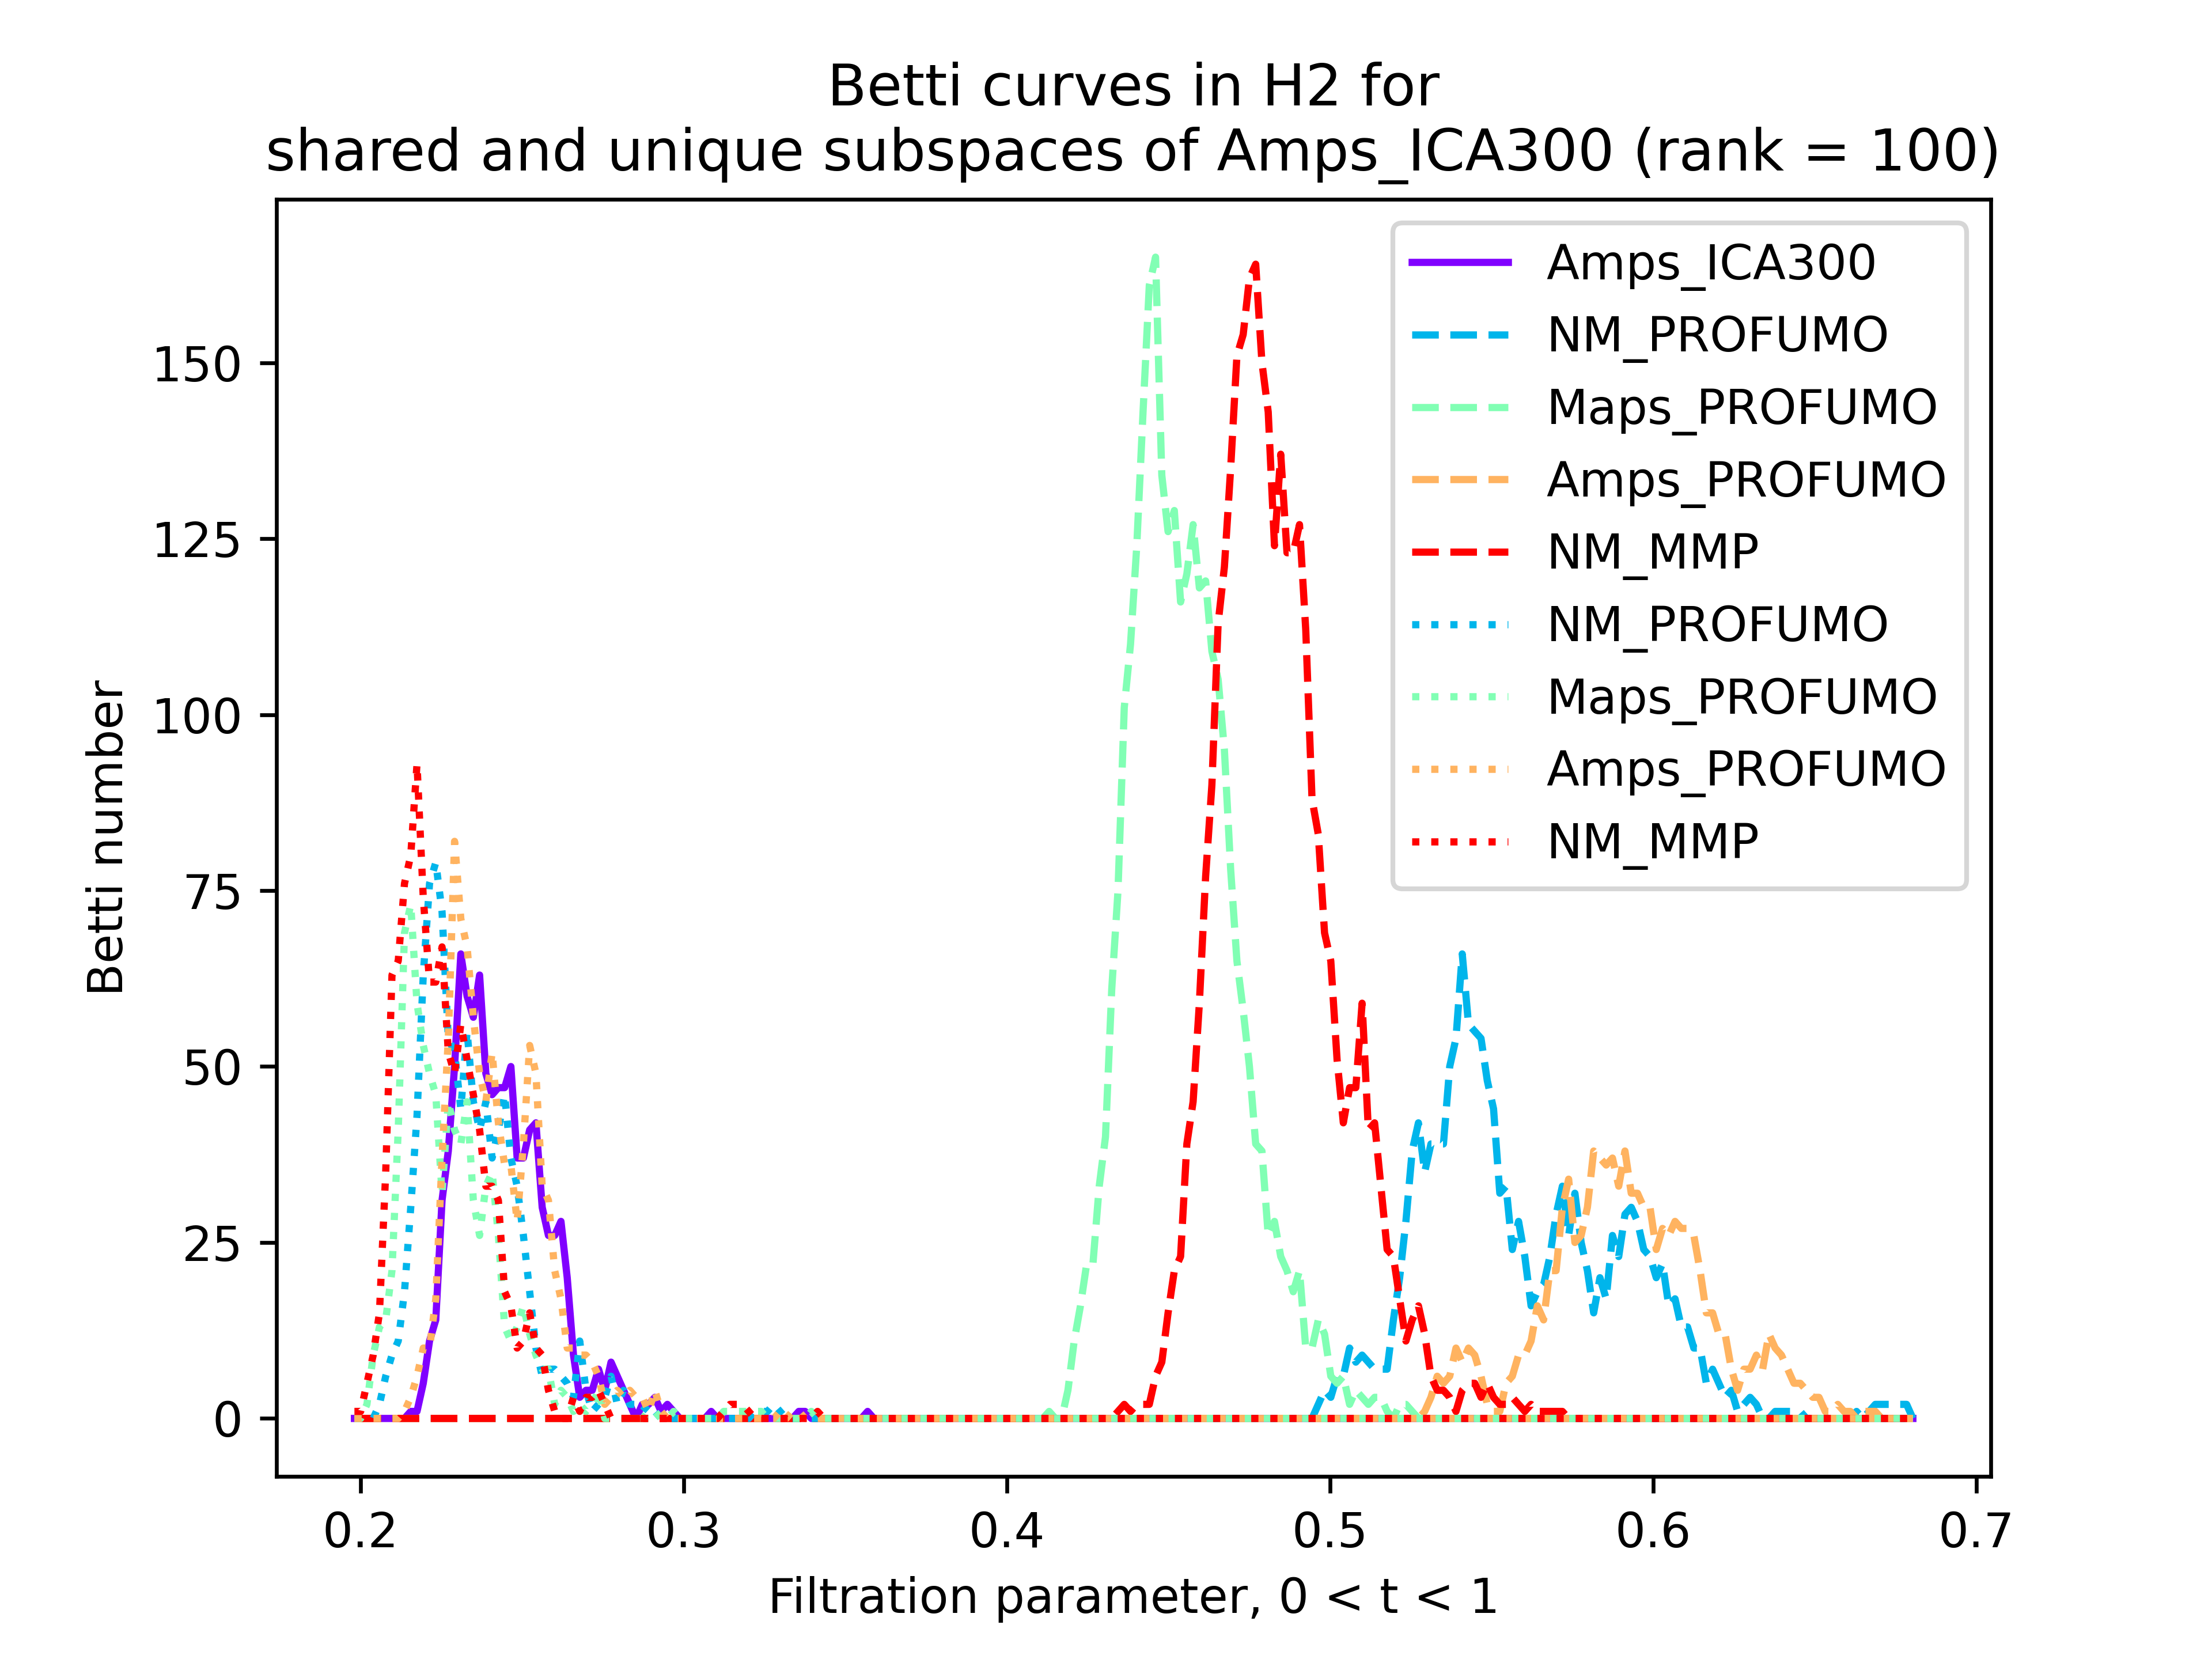 Betti curves in H2 for
shared and unique subspaces of Amps_ICA300 (rank = 100)
Amps_ICA300
NM_PROFUMO
Maps_PROFUMO
Amps_PROFUMO
NM_MMP
NM_PROFUMO
Maps_PROFUMO
Amps_PROFUMO
NM_MMP
Betti number
150
125
100
75
50
25
0
0.2 0.3 0.4 0.5 0.6 0.7
Filtration parameter, 0 < t < 1